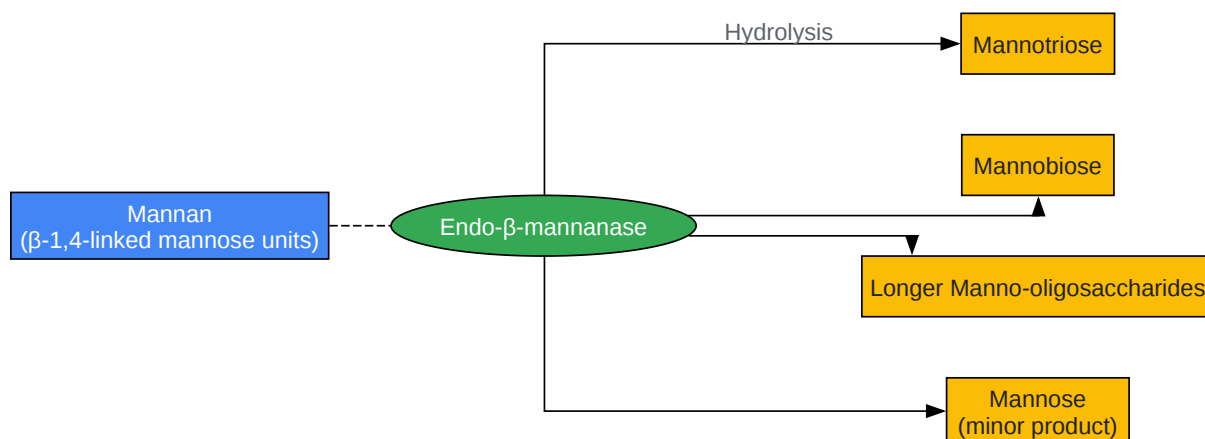 Hydrolysis
Mannotriose
Mannobiose
Mannan
(β-1,4-linked mannose units)
Endo-β-mannanase
Longer Manno-oligosaccharides
Mannose
(minor product)